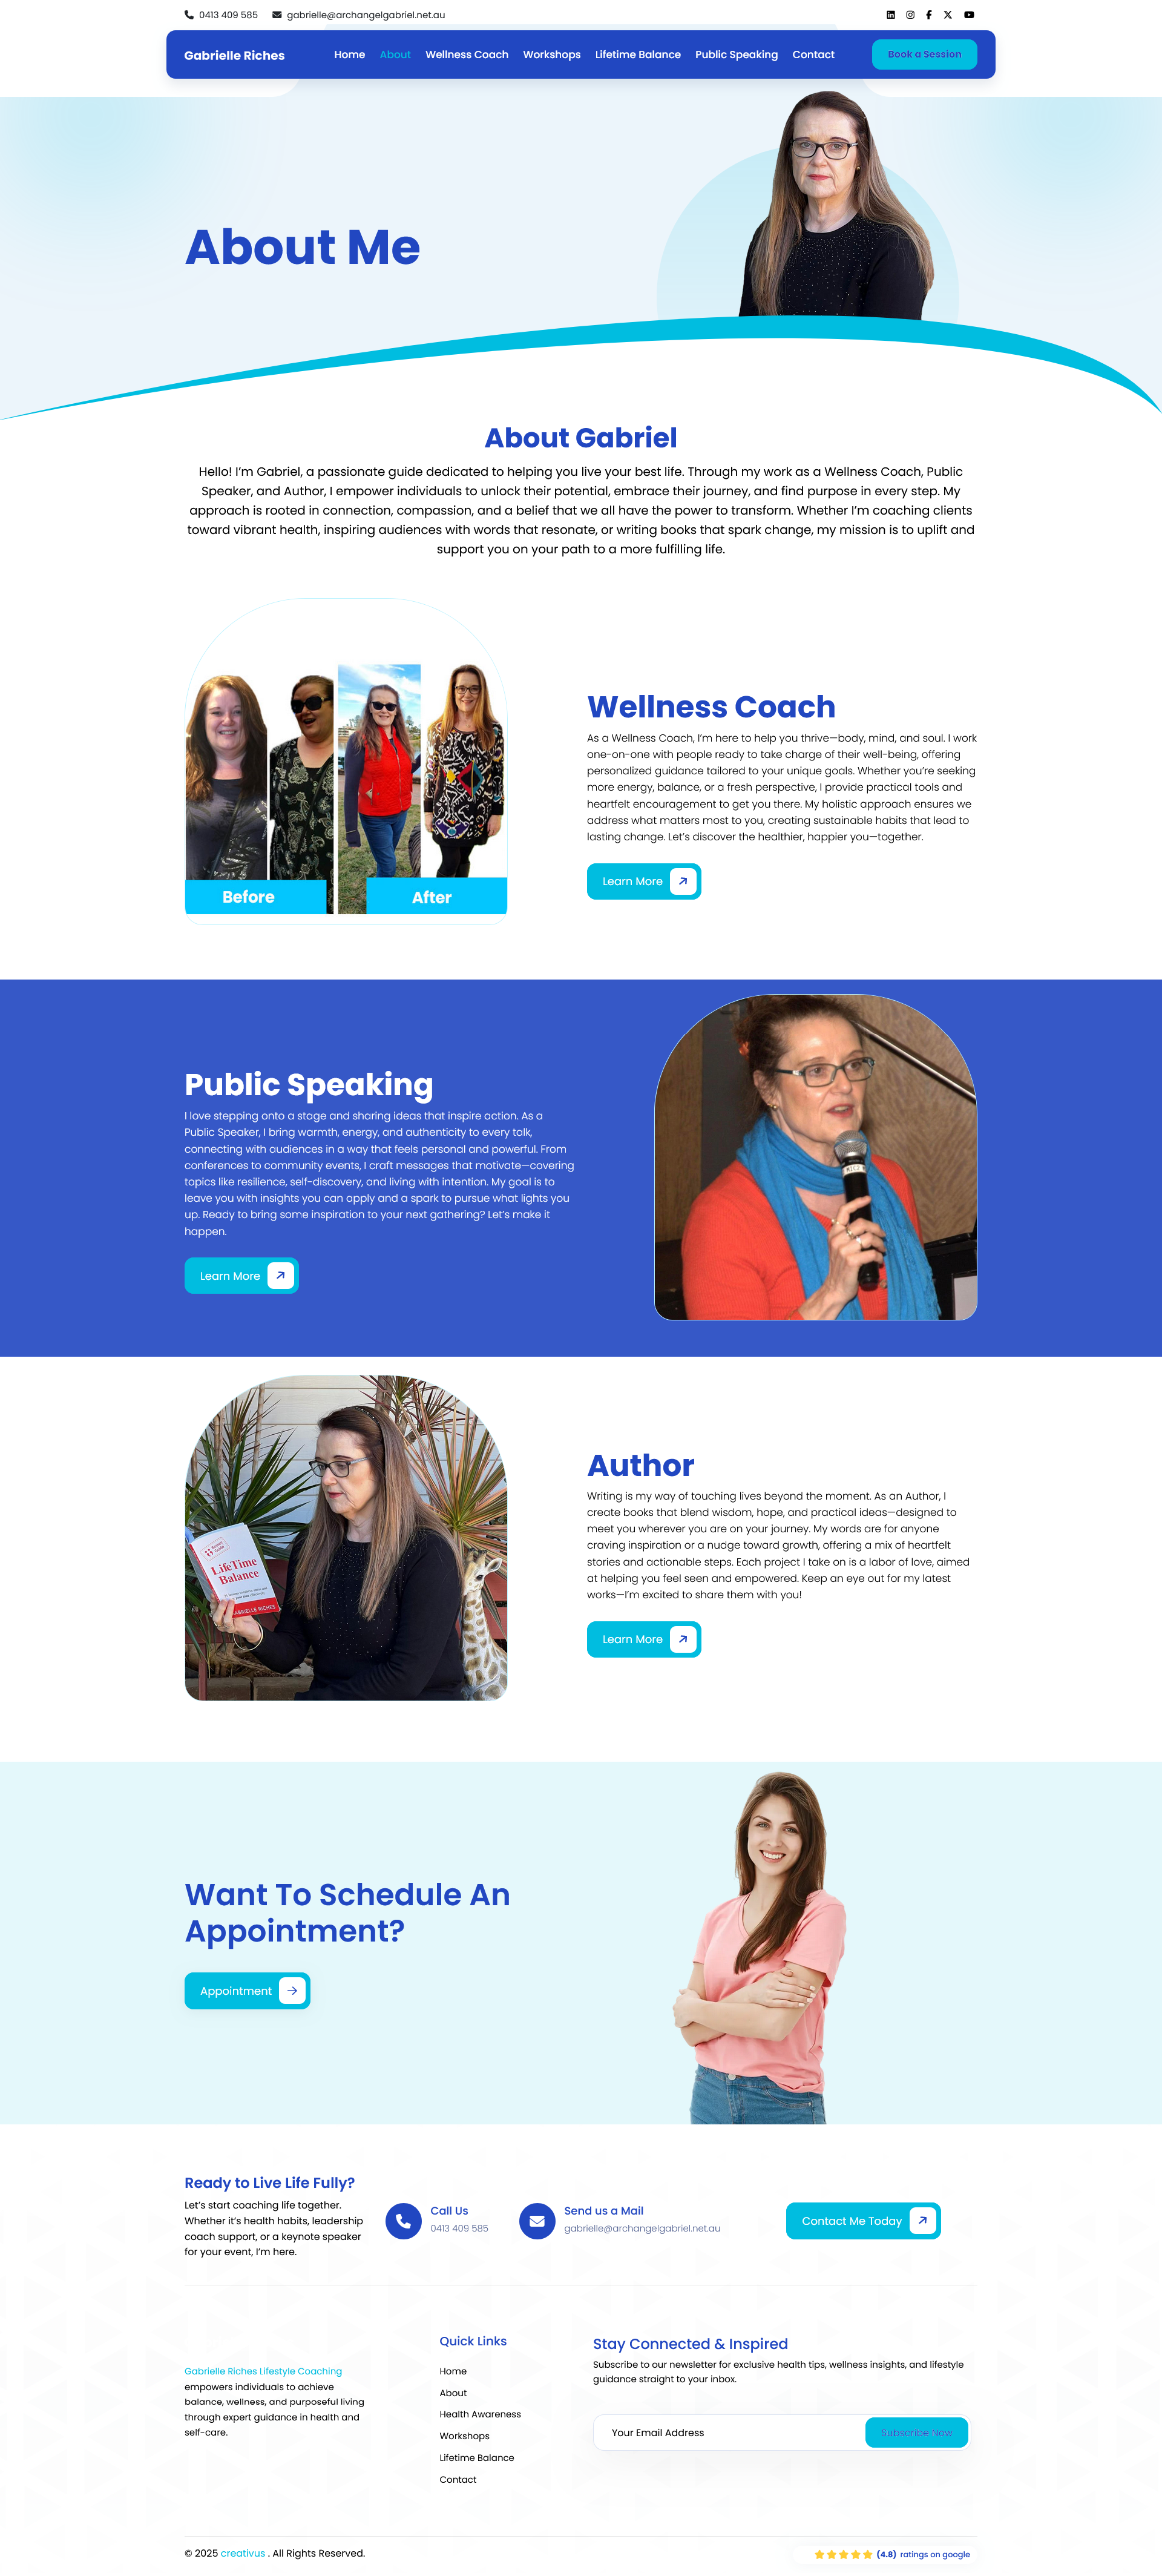 0413 409 585
gabrielle@archangelgabriel.net.au
Gabrielle Riches
Home
About
Wellness Coach
Workshops
Lifetime Balance
Public Speaking
Contact
Book a Session
About Me
About Gabriel
Hello! I'm Gabriel, a passionate guide dedicated to helping you live your best life. Through my work as a Wellness Coach, Public
Speaker, and Author, I empower individuals to unlock their potential, embrace their journey, and find purpose in every step. My
approach is rooted in connection, compassion, and a belief that we all have the power to transform. Whether I'm coaching clients
toward vibrant health, inspiring audiences with words that resonate, or writing books that spark change, my mission is to uplift and
support you on your path to a more fulfilling life.
Before
After
Wellness Coach
As a Wellness Coach, I'm here to help you thrive—body, mind, and soul. I work
one-on-one with people ready to take charge of their well-being, offering
personalized guidance tailored to your unique goals. Whether you're seeking
more energy, balance, or a fresh perspective, I provide practical tools and
heartfelt encouragement to get you there. My holistic approach ensures we
address what matters most to you, creating sustainable habits that lead to
lasting change. Let's discover the healthier, happier you—together.
Learn More
Public Speaking
I love stepping onto a stage and sharing ideas that inspire action. As a
Public Speaker, I bring warmth, energy, and authenticity to every talk,
connecting with audiences in a way that feels personal and powerful. From
conferences to community events, I craft messages that motivate—covering
topics like resilience, self-discovery, and living with intention. My goal is to
leave you with insights you can apply and a spark to pursue what lights you
up. Ready to bring some inspiration to your next gathering? Let's make it
happen.
Learn More
LifeTime
Balance
GABRIELLE RICHES
Author
Writing is my way of touching lives beyond the moment. As an Author, I
create books that blend wisdom, hope, and practical ideas—designed to
meet you wherever you are on your journey. My words are for anyone
craving inspiration or a nudge toward growth, offering a mix of heartfelt
stories and actionable steps. Each project I take on is a labor of love, aimed
at helping you feel seen and empowered. Keep an eye out for my latest
works—I'm excited to share them with you!
Learn More
Want To Schedule An
Appointment?
Appointment
Ready to Live Life Fully?
Let's start coaching life together.
Whether it's health habits, leadership
coach support, or a keynote speaker
for your event, I'm here.
Call Us
0413 409 585
Send us a Mail
gabrielle@archangelgabriel.net.au
Contact Me Today
Gabrielle Riches Lifestyle Coaching
empowers individuals to achieve
balance, wellness, and purposeful living
through expert guidance in health and
self-care.
Quick Links
Home
About
Health Awareness
Workshops
Lifetime Balance
Contact
Stay Connected & Inspired
Subscribe to our newsletter for exclusive health tips, wellness insights, and lifestyle
guidance straight to your inbox.
Your Email Address
Subscribe Now
© 2025 creativus . All Rights Reserved.
(4.8) ratings on google